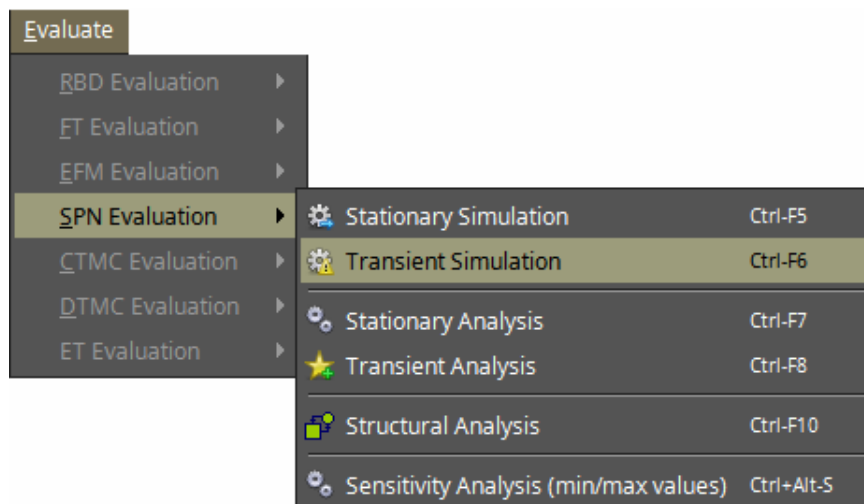 Evaluate
RBD Evaluation
FT Evaluation
EFM Evaluation
SPN Evaluation
CTMC Evaluation
DTMC Evaluation
ET Evaluation
Stationary Simulation Ctrl-F5
Transient Simulation Ctrl-F6
Stationary Analysis Ctrl-F7
Transient Analysis Ctrl-F8
Structural Analysis Ctrl-F10
Sensitivity Analysis (min/max values) Ctrl+Alt-S